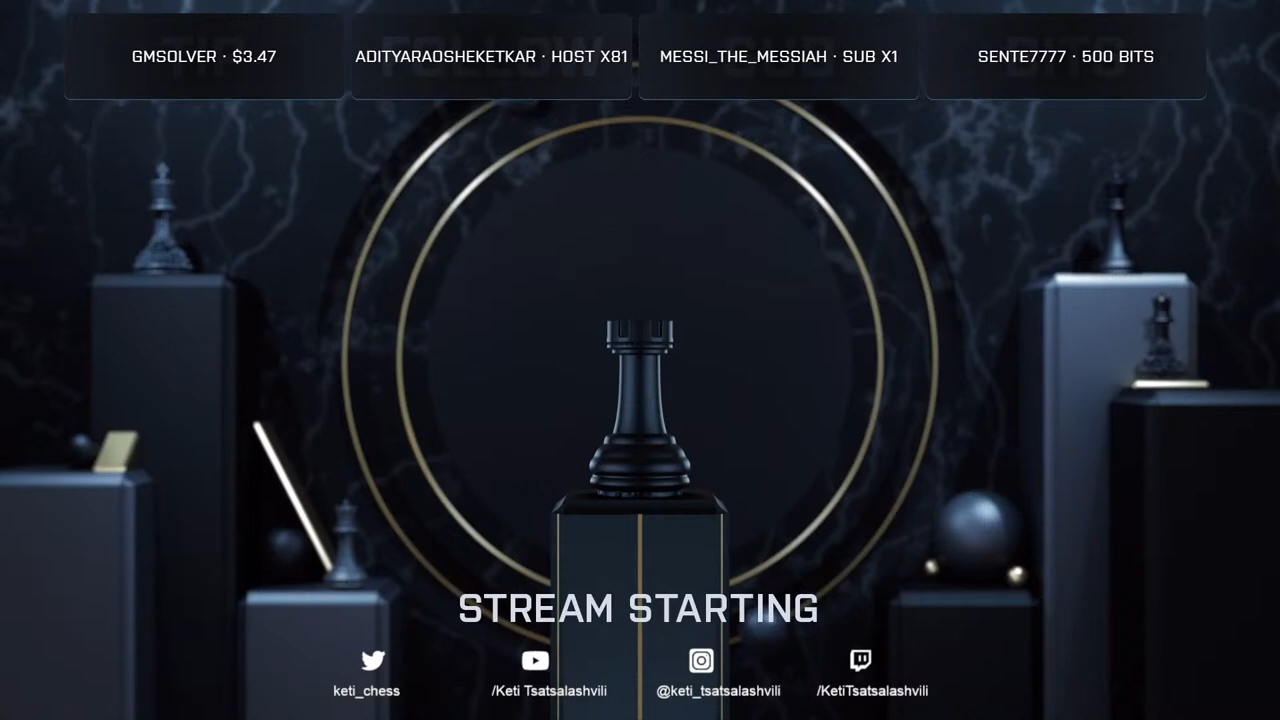 GMSOLVER · $3.47
ADITYARAOSHEKETKAR · HOST X81
MESSI_THE_MESSIAH · SUB X1
SENTE7777 · 500 BITS
STREAM STARTING
keti_chess
/Keti Tsatsalashvili
@keti_tsatsalashvili
/KetiTsatsalashvili